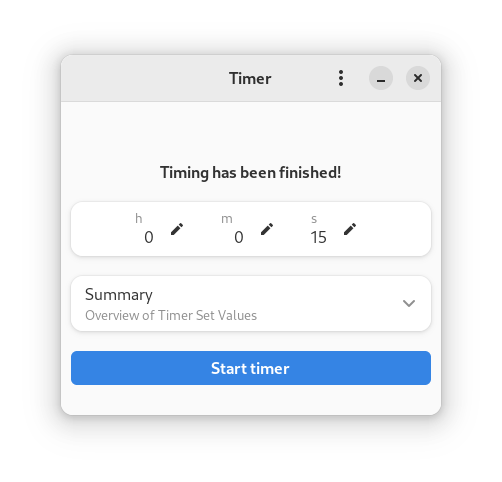 Timer
Timing has been finished!
h m s
0 0 15
Summary
Overview of Timer Set Values
Start timer